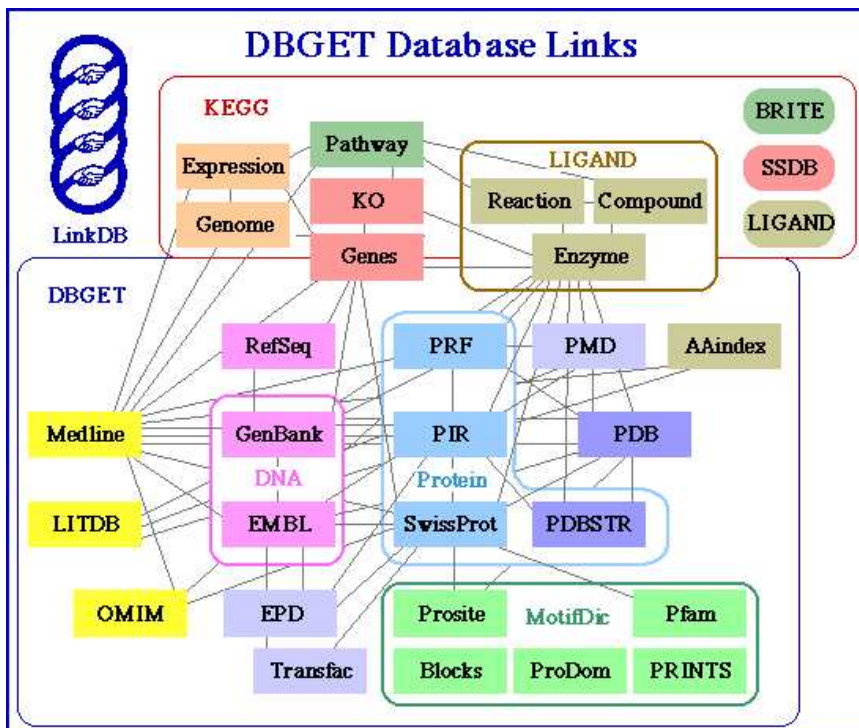 DBGET Database Links
KEGG
BRITE
Pathway
LIGAND
Expression
SSDB
KO
Reaction
Compound
Genome
LIGAND
LinkDB
Genes
Enzyme
DBGET
RefSeq
PRF
PMD
AAindex
Medline
GenBank
PIR
PDB
DNA
Protein
LITDB
EMBL
SwissProt
PDBSTR
OMIM
EPD
Prosite
MotifDic
Pfam
Transfac
Blocks
ProDom
PRINTS